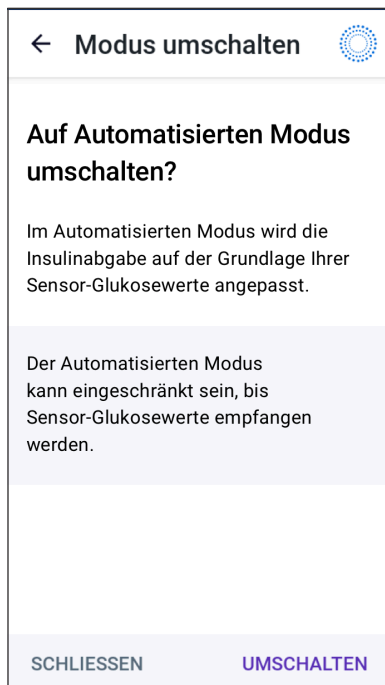 Modus umschalten
Auf Automatisierten Modus
umschalten?
Im Automatisierten Modus wird die
Insulinabgabe auf der Grundlage Ihrer
Sensor-Glukosewerte angepasst.
Der Automatisierten Modus
kann eingeschränkt sein, bis
Sensor-Glukosewerte empfangen
werden.
SCHLIESSEN
UMSCHALTEN